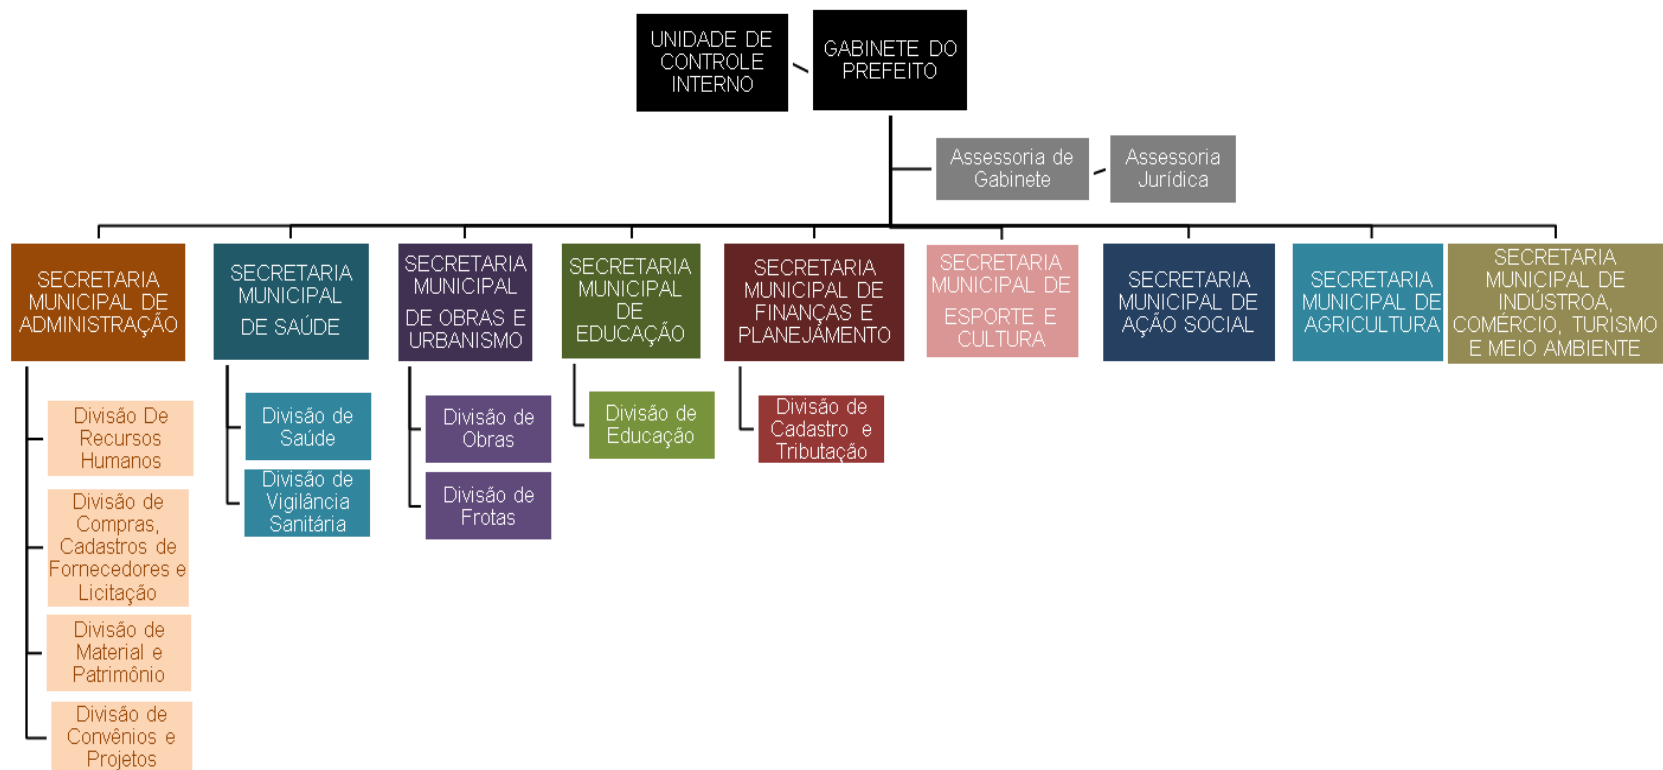 UNIDADE DE
CONTROLE
INTERNO
GABINETE DO
PREFEITO
Assessoria de
Gabinete
Assessoria
Jurídica
SECRETARIA
MUNICIPAL DE
ADMINISTRAÇÃO
SECRETARIA
MUNICIPAL
DE SAÚDE
SECRETARIA
MUNICIPAL
DE OBRAS E
URBANISMO
SECRETARIA
MUNICIPAL
DE
EDUCAÇÃO
SECRETARIA
MUNICIPAL DE
FINANÇAS E
PLANEJAMENTO
SECRETARIA
MUNICIPAL DE
ESPORTE E
CULTURA
SECRETARIA
MUNICIPAL DE
AÇÃO SOCIAL
SECRETARIA
MUNICIPAL DE
AGRICULTURA
SECRETARIA
MUNICIPAL DE
INDÚSTROA,
COMÉRCIO, TURISMO
E MEIO AMBIENTE
Divisão De
Recursos
Humanos
Divisão de
Compras,
Cadastros de
Fornecedores e
Licitação
Divisão de
Material e
Patrimônio
Divisão de
Convênios e
Projetos
Divisão de
Saúde
Divisão de
Vigilância
Sanitária
Divisão de
Obras
Divisão de
Frotas
Divisão de
Educação
Divisão de
Cadastro e
Tributação